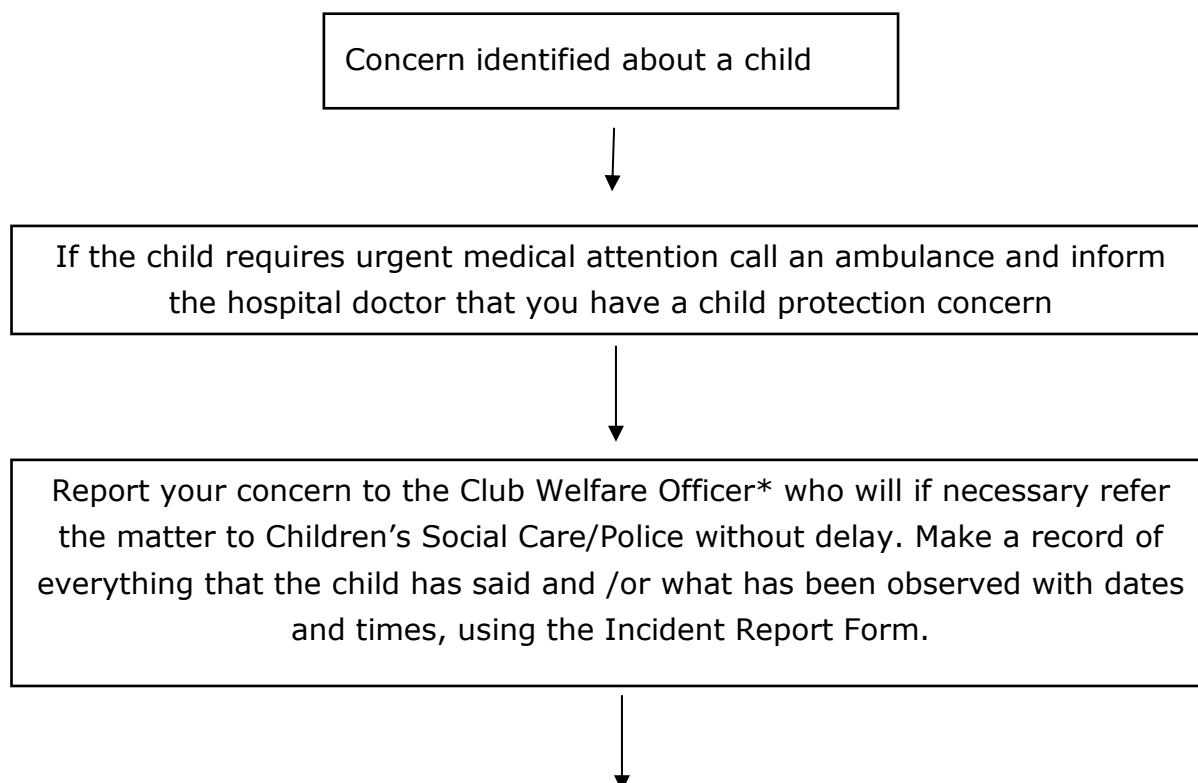 Concern identified about a child
If the child requires urgent medical attention call an ambulance and inform
the hospital doctor that you have a child protection concern
Report your concern to the Club Welfare Officer* who will if necessary refer
the matter to Children’s Social Care/Police without delay. Make a record of
everything that the child has said and /or what has been observed with dates
and times, using the Incident Report Form.